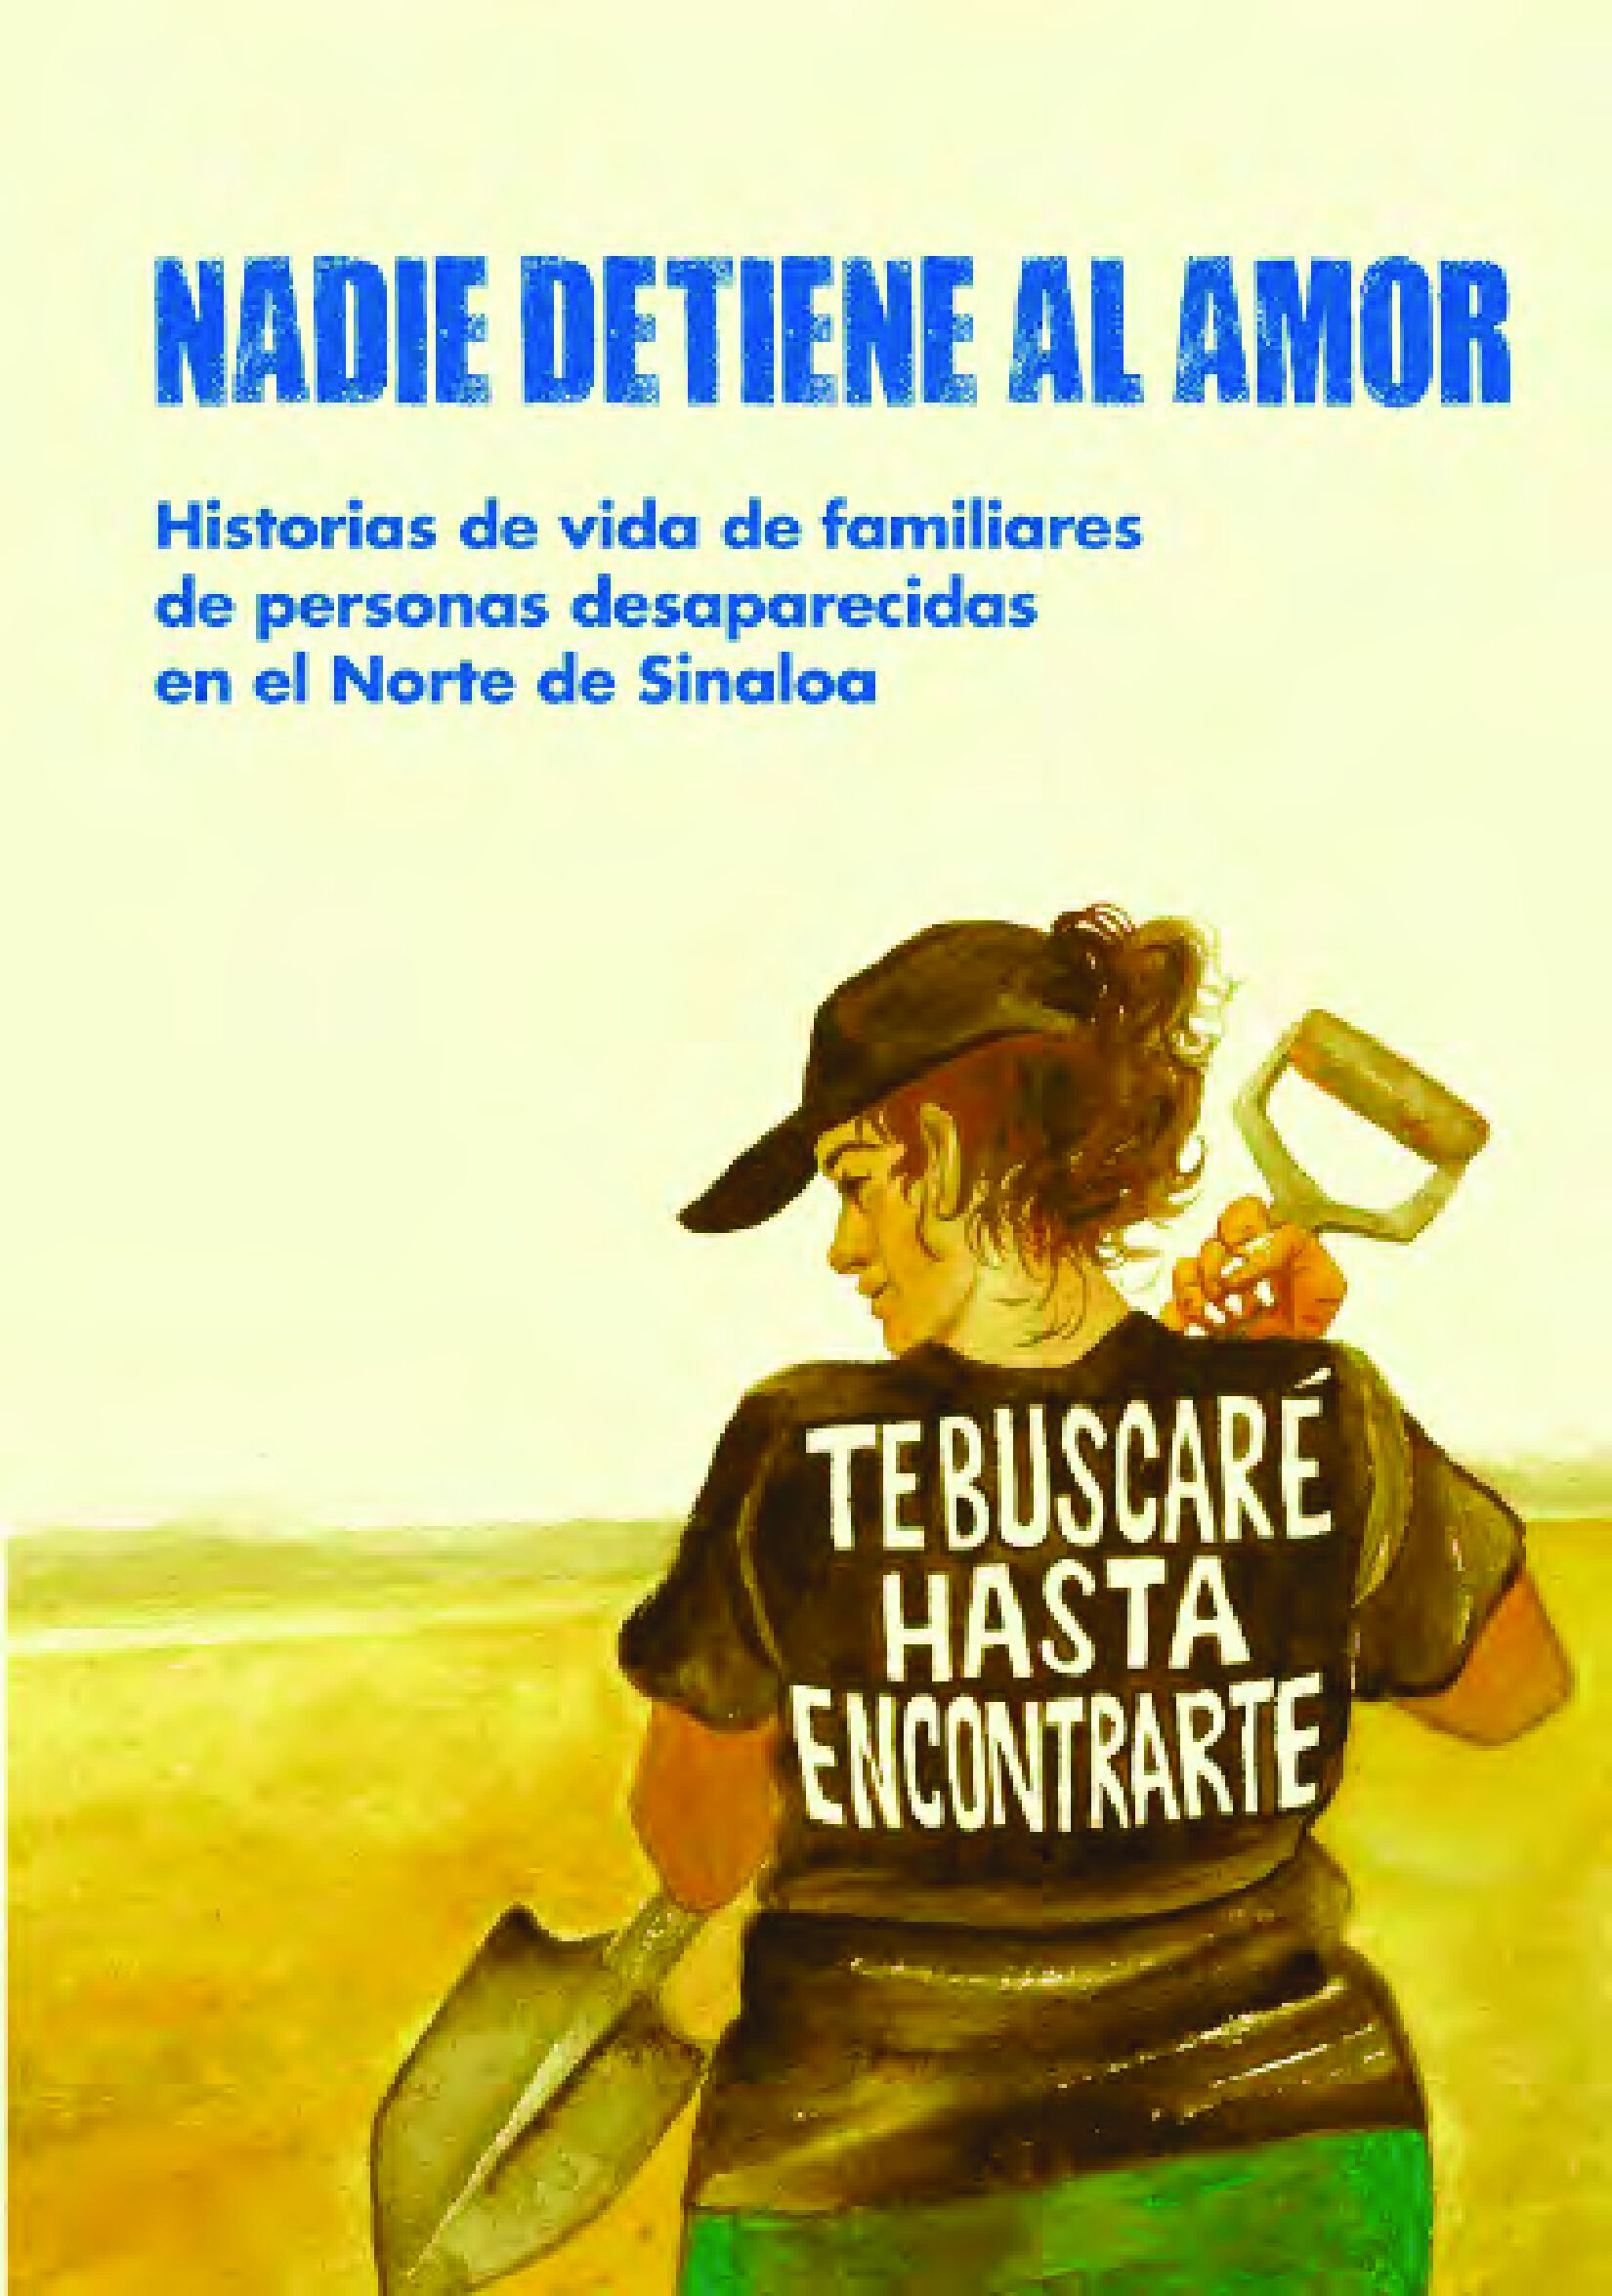 NADIE DETIENE AL AMOR
Historias de vida de familiares
de personas desaparecidas
en el Norte de Sinaloa
TE BUSCARÉ
HASTA
ENCONTRARTE